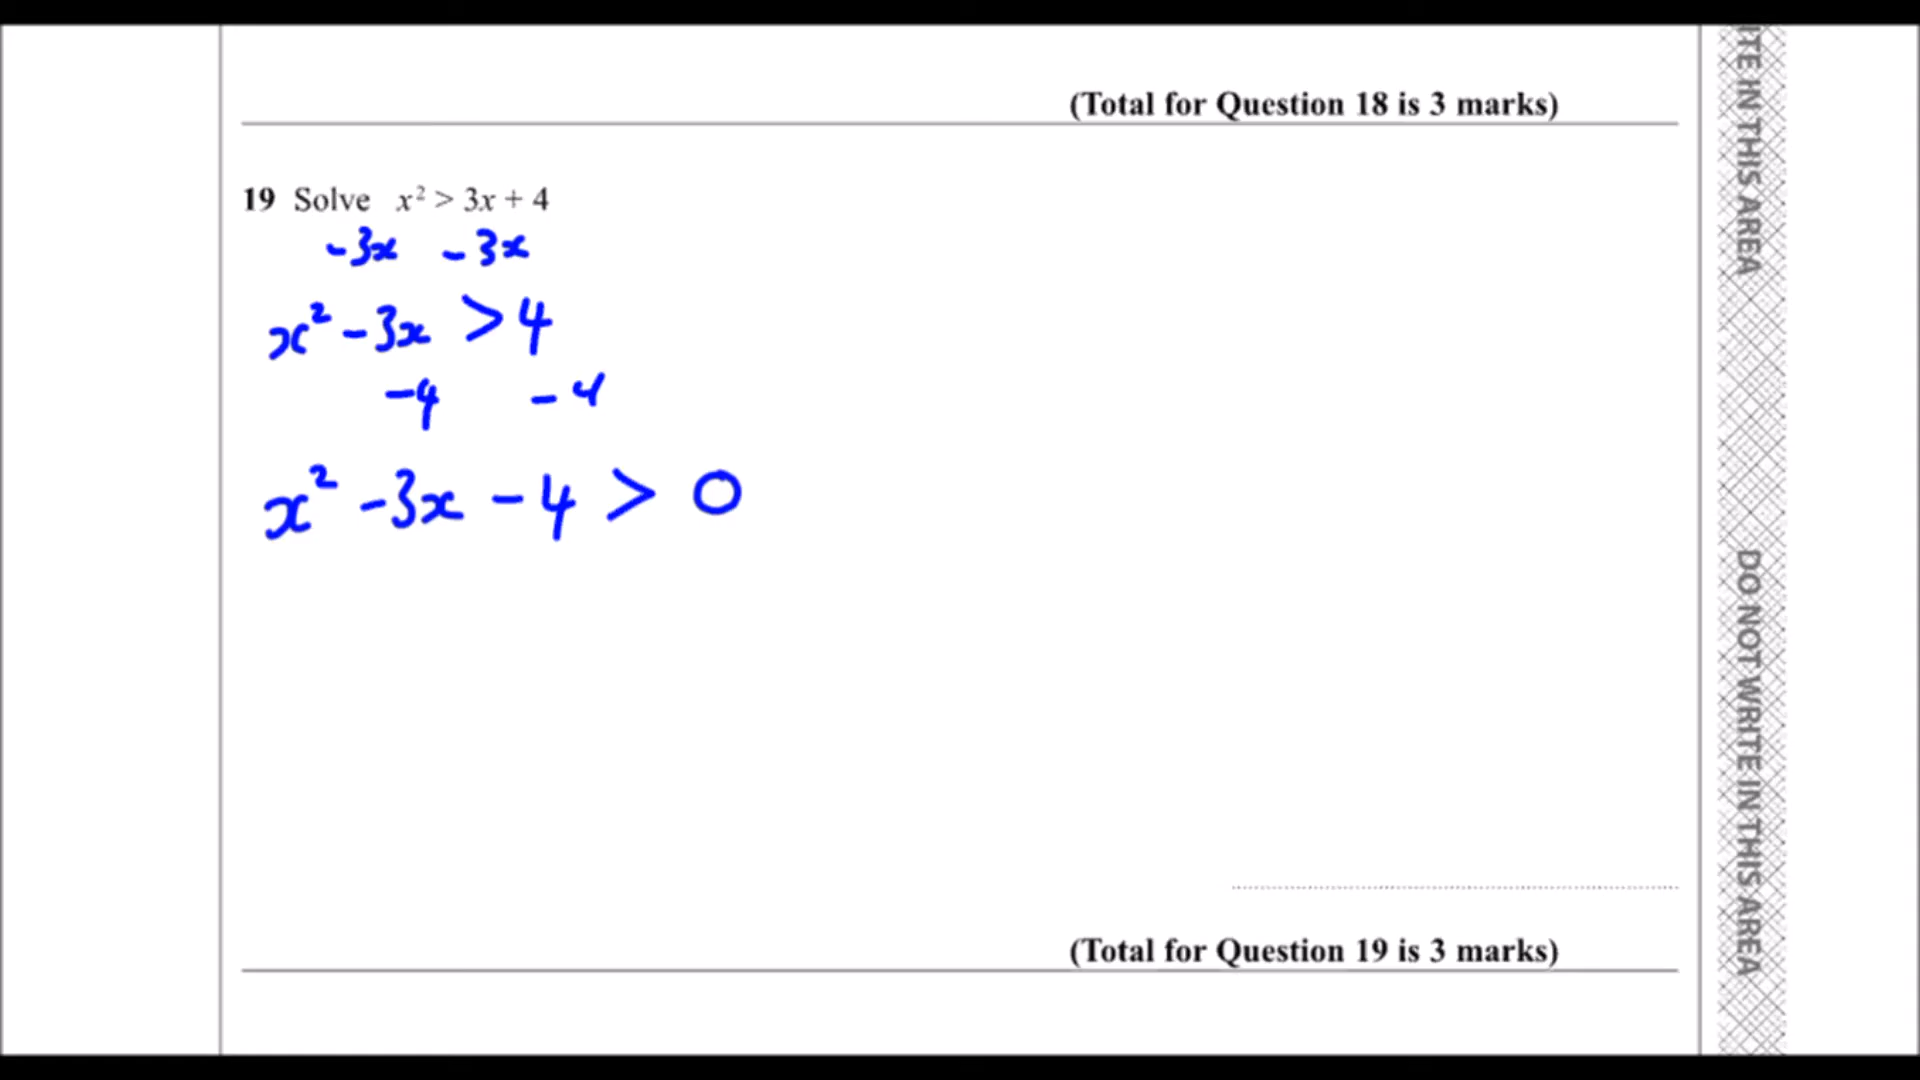 (Total for Question 18 is 3 marks)
19 Solve x² > 3x + 4
-3x -3x
x² - 3x > 4
-4 -4
x² - 3x - 4 > 0
(Total for Question 19 is 3 marks)
ITE IN THIS AREA
DO NOT WRITE IN THIS AREA